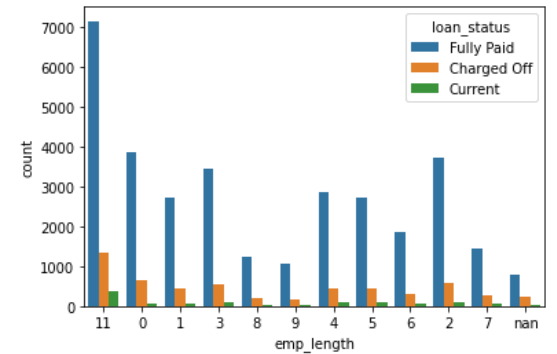 loan_status
Fully Paid
Charged Off
Current
7000
6000
5000
4000
3000
2000
1000
0
count
11 0 1 3 8 9 4 5 6 2 7 nan
emp_length